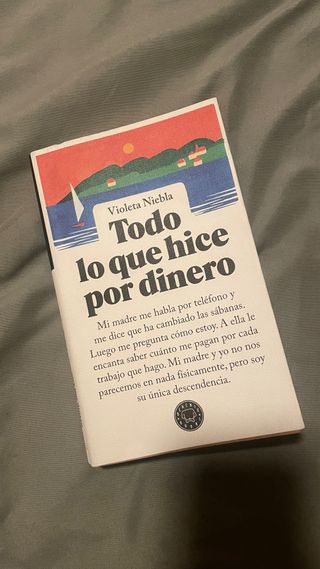 Violeta Niebla
Todo
lo que hice
por dinero
Mi madre me habla por teléfono y
me dice que ha cambiado las sábanas.
Luego me pregunta cómo estoy. A ella le
encanta saber cuánto me pagan por cada
trabajo que hago. Mi madre y yo no nos
parecemos en nada físicamente, pero soy
su única descendencia.